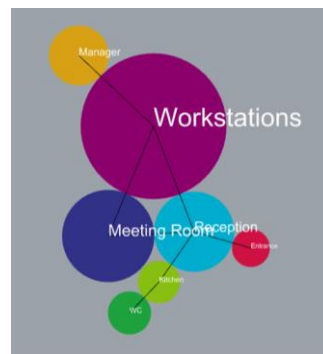 Manager
Workstations
Meeting Room
Reception
Entrance
Kitchen
WC